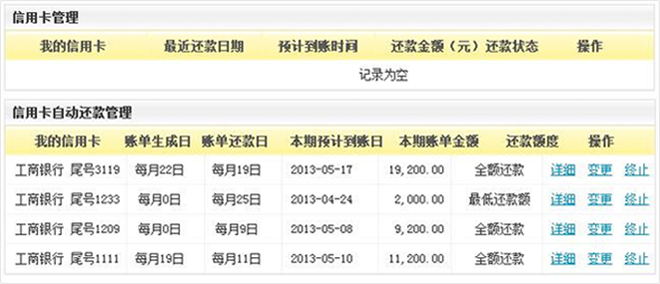 信用卡管理
我的信用卡 最近还款日期 预计到账时间 还款金额（元） 还款状态 操作
记录为空
信用卡自动还款管理
我的信用卡 账单生成日 账单还款日 本期预计到账日 本期账单金额 还款额度 操作
工商银行 尾号3119 每月22日 每月19日 2013-05-17 19,200.00 全额还款 详细 变更 终止
工商银行 尾号1233 每月0日 每月25日 2013-04-24 2,000.00 最低还款额 详细 变更 终止
工商银行 尾号1209 每月0日 每月9日 2013-05-08 9,200.00 全额还款 详细 变更 终止
工商银行 尾号1111 每月19日 每月11日 2013-05-10 11,200.00 全额还款 详细 变更 终止